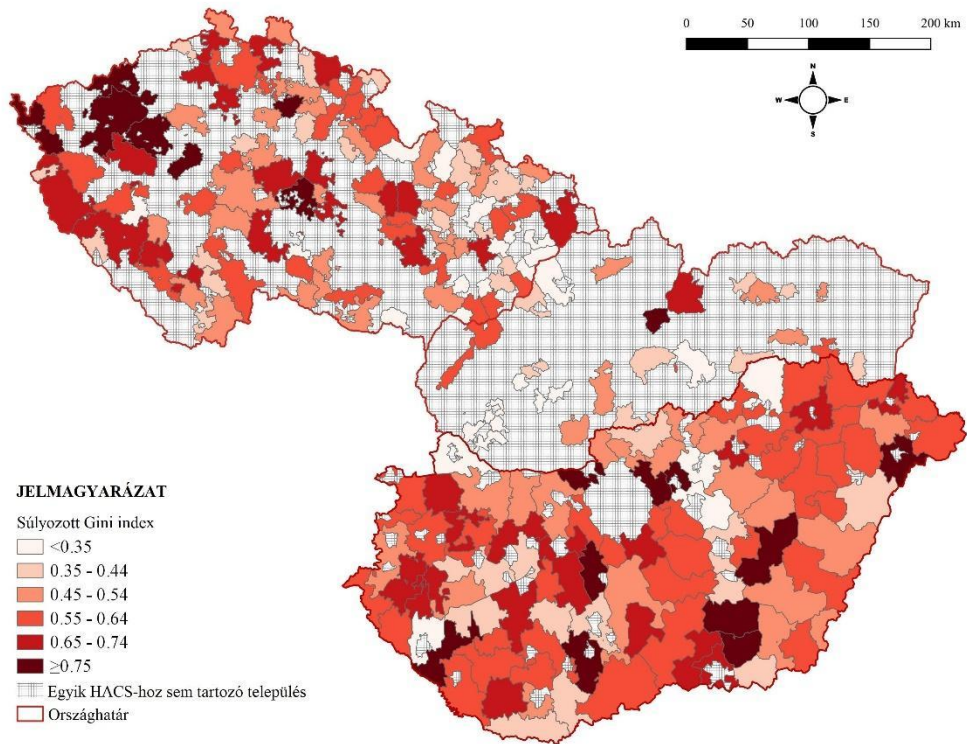 0 50 100 150 200 km
N
W E
S
JELMAGYARÁZAT
Súlyozott Gini index
<0.35
0.35 - 0.44
0.45 - 0.54
0.55 - 0.64
0.65 - 0.74
≥0.75
Egyik HACS-hoz sem tartozó település
Országhatár